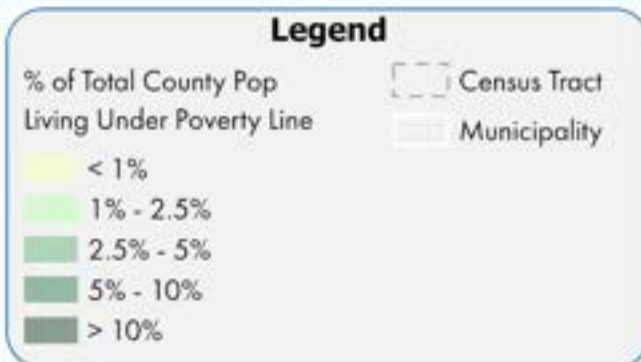 Legend
% of Total County Pop
Living Under Poverty Line
< 1%
1% - 2.5%
2.5% - 5%
5% - 10%
> 10%
Census Tract
Municipality